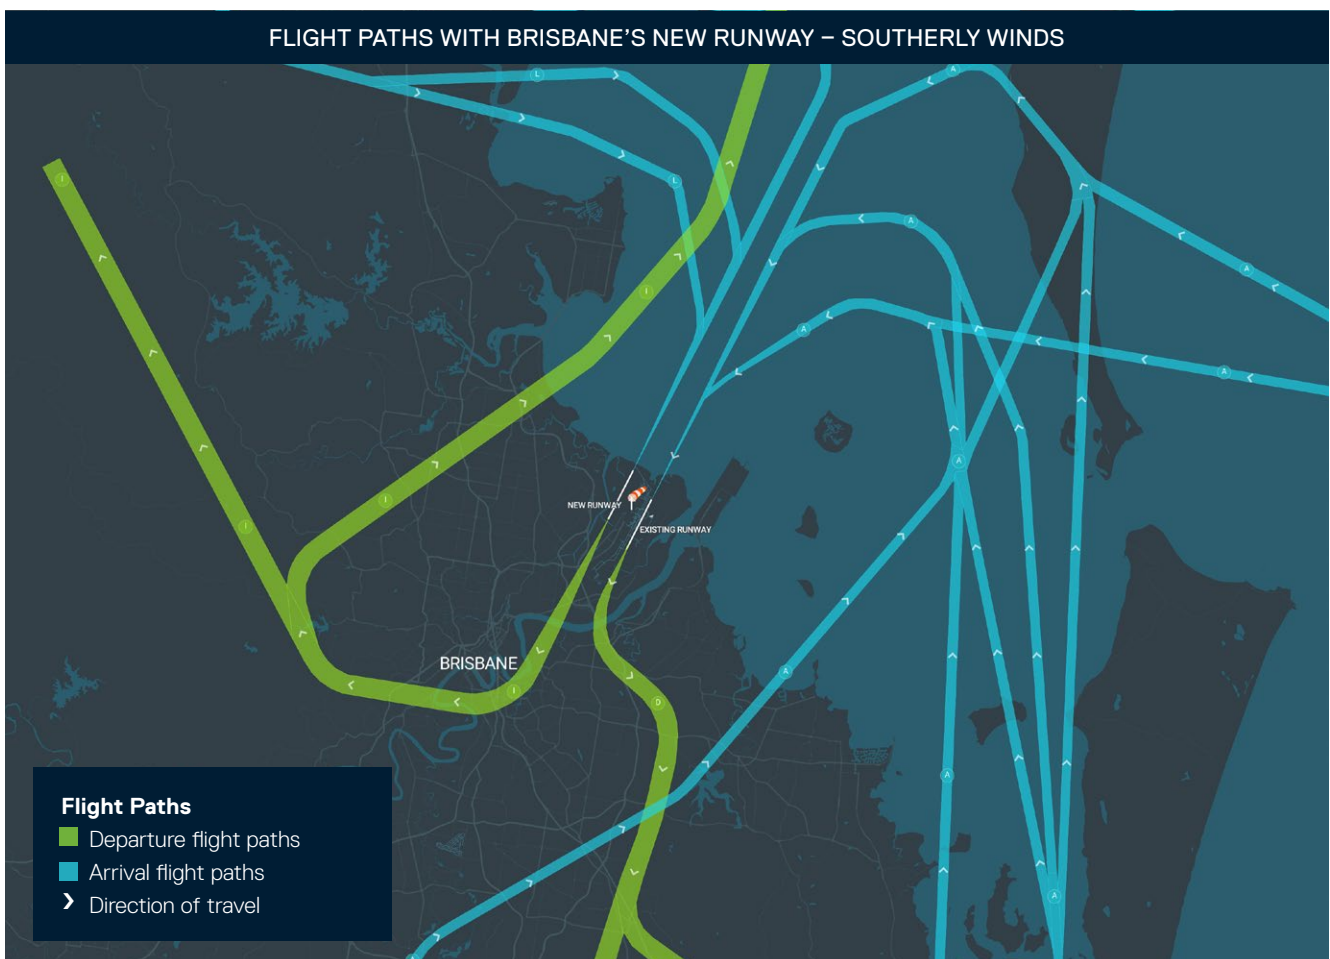 FLIGHT PATHS WITH BRISBANE'S NEW RUNWAY – SOUTHERLY WINDS
L
A
L
I
A
A
I
A
A
A
I
I
NEW RUNWAY
EXISTING RUNWAY
BRISBANE
A
I
D
A
Flight Paths
Departure flight paths
Arrival flight paths
Direction of travel
A